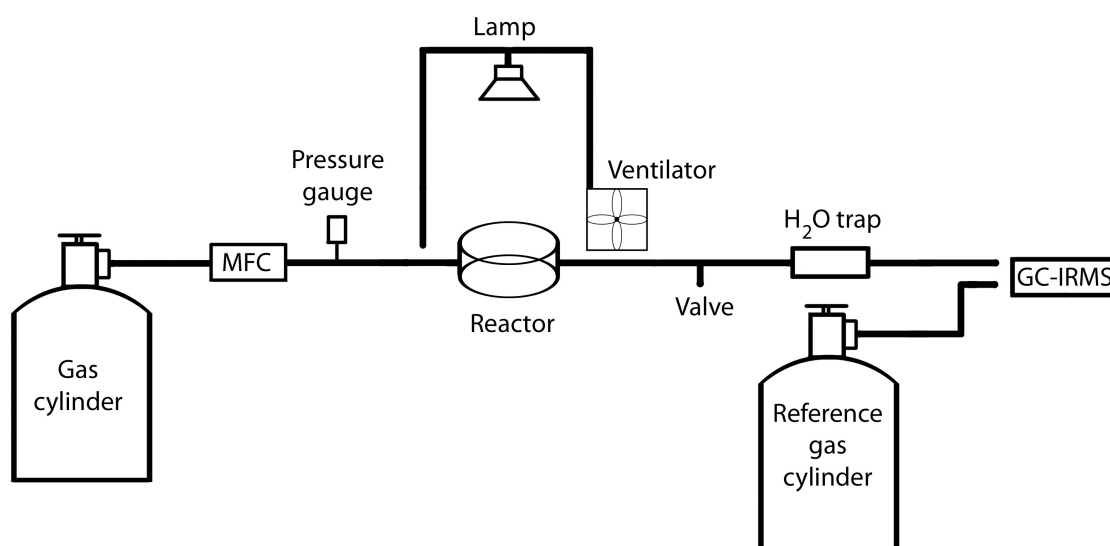 Lamp
Pressure
gauge
Ventilator
H₂O trap
MFC
GC-IRMS
Valve
Reactor
Gas
cylinder
Reference
gas
cylinder